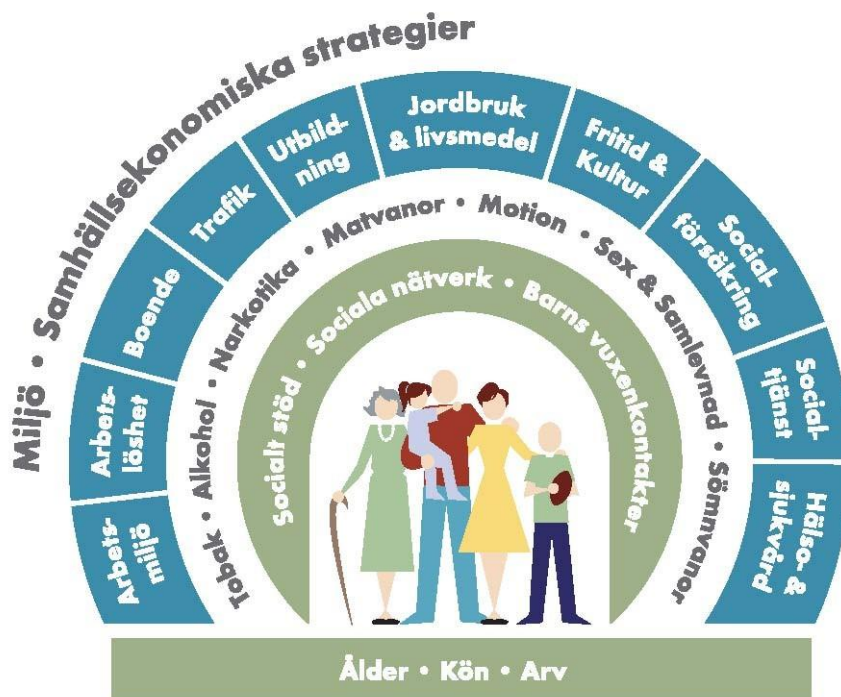 Miljö • Samhällsekonomiska strategier
Arbets-
miljö
Arbets-
löshet
Boende
Trafik
Utbild-
ning
Jordbruk
& livsmedel
Fritid &
Kultur
Social-
försäkring
Social-
tjänst
Hälso- &
sjukvård
Tobak • Alkohol • Narkotika • Matvanor • Motion • Sex & Samlevnad • Sömnvanor
Socialt stöd • Sociala nätverk • Barns vuxenkontakter
Ålder • Kön • Arv